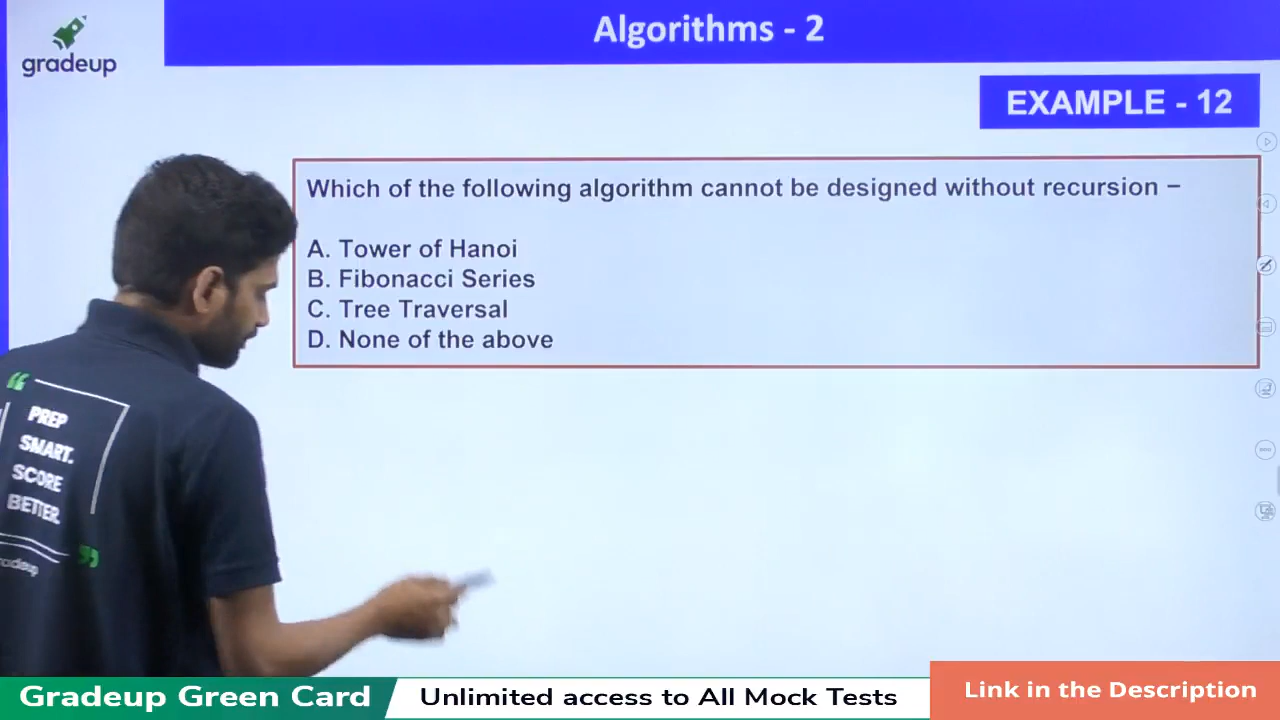 gradeup
Algorithms - 2
EXAMPLE - 12
Which of the following algorithm cannot be designed without recursion –
A. Tower of Hanoi
B. Fibonacci Series
C. Tree Traversal
D. None of the above
PREP
SMART.
SCORE
BETTER.
gradeup
Gradeup Green Card
Unlimited access to All Mock Tests
Link in the Description